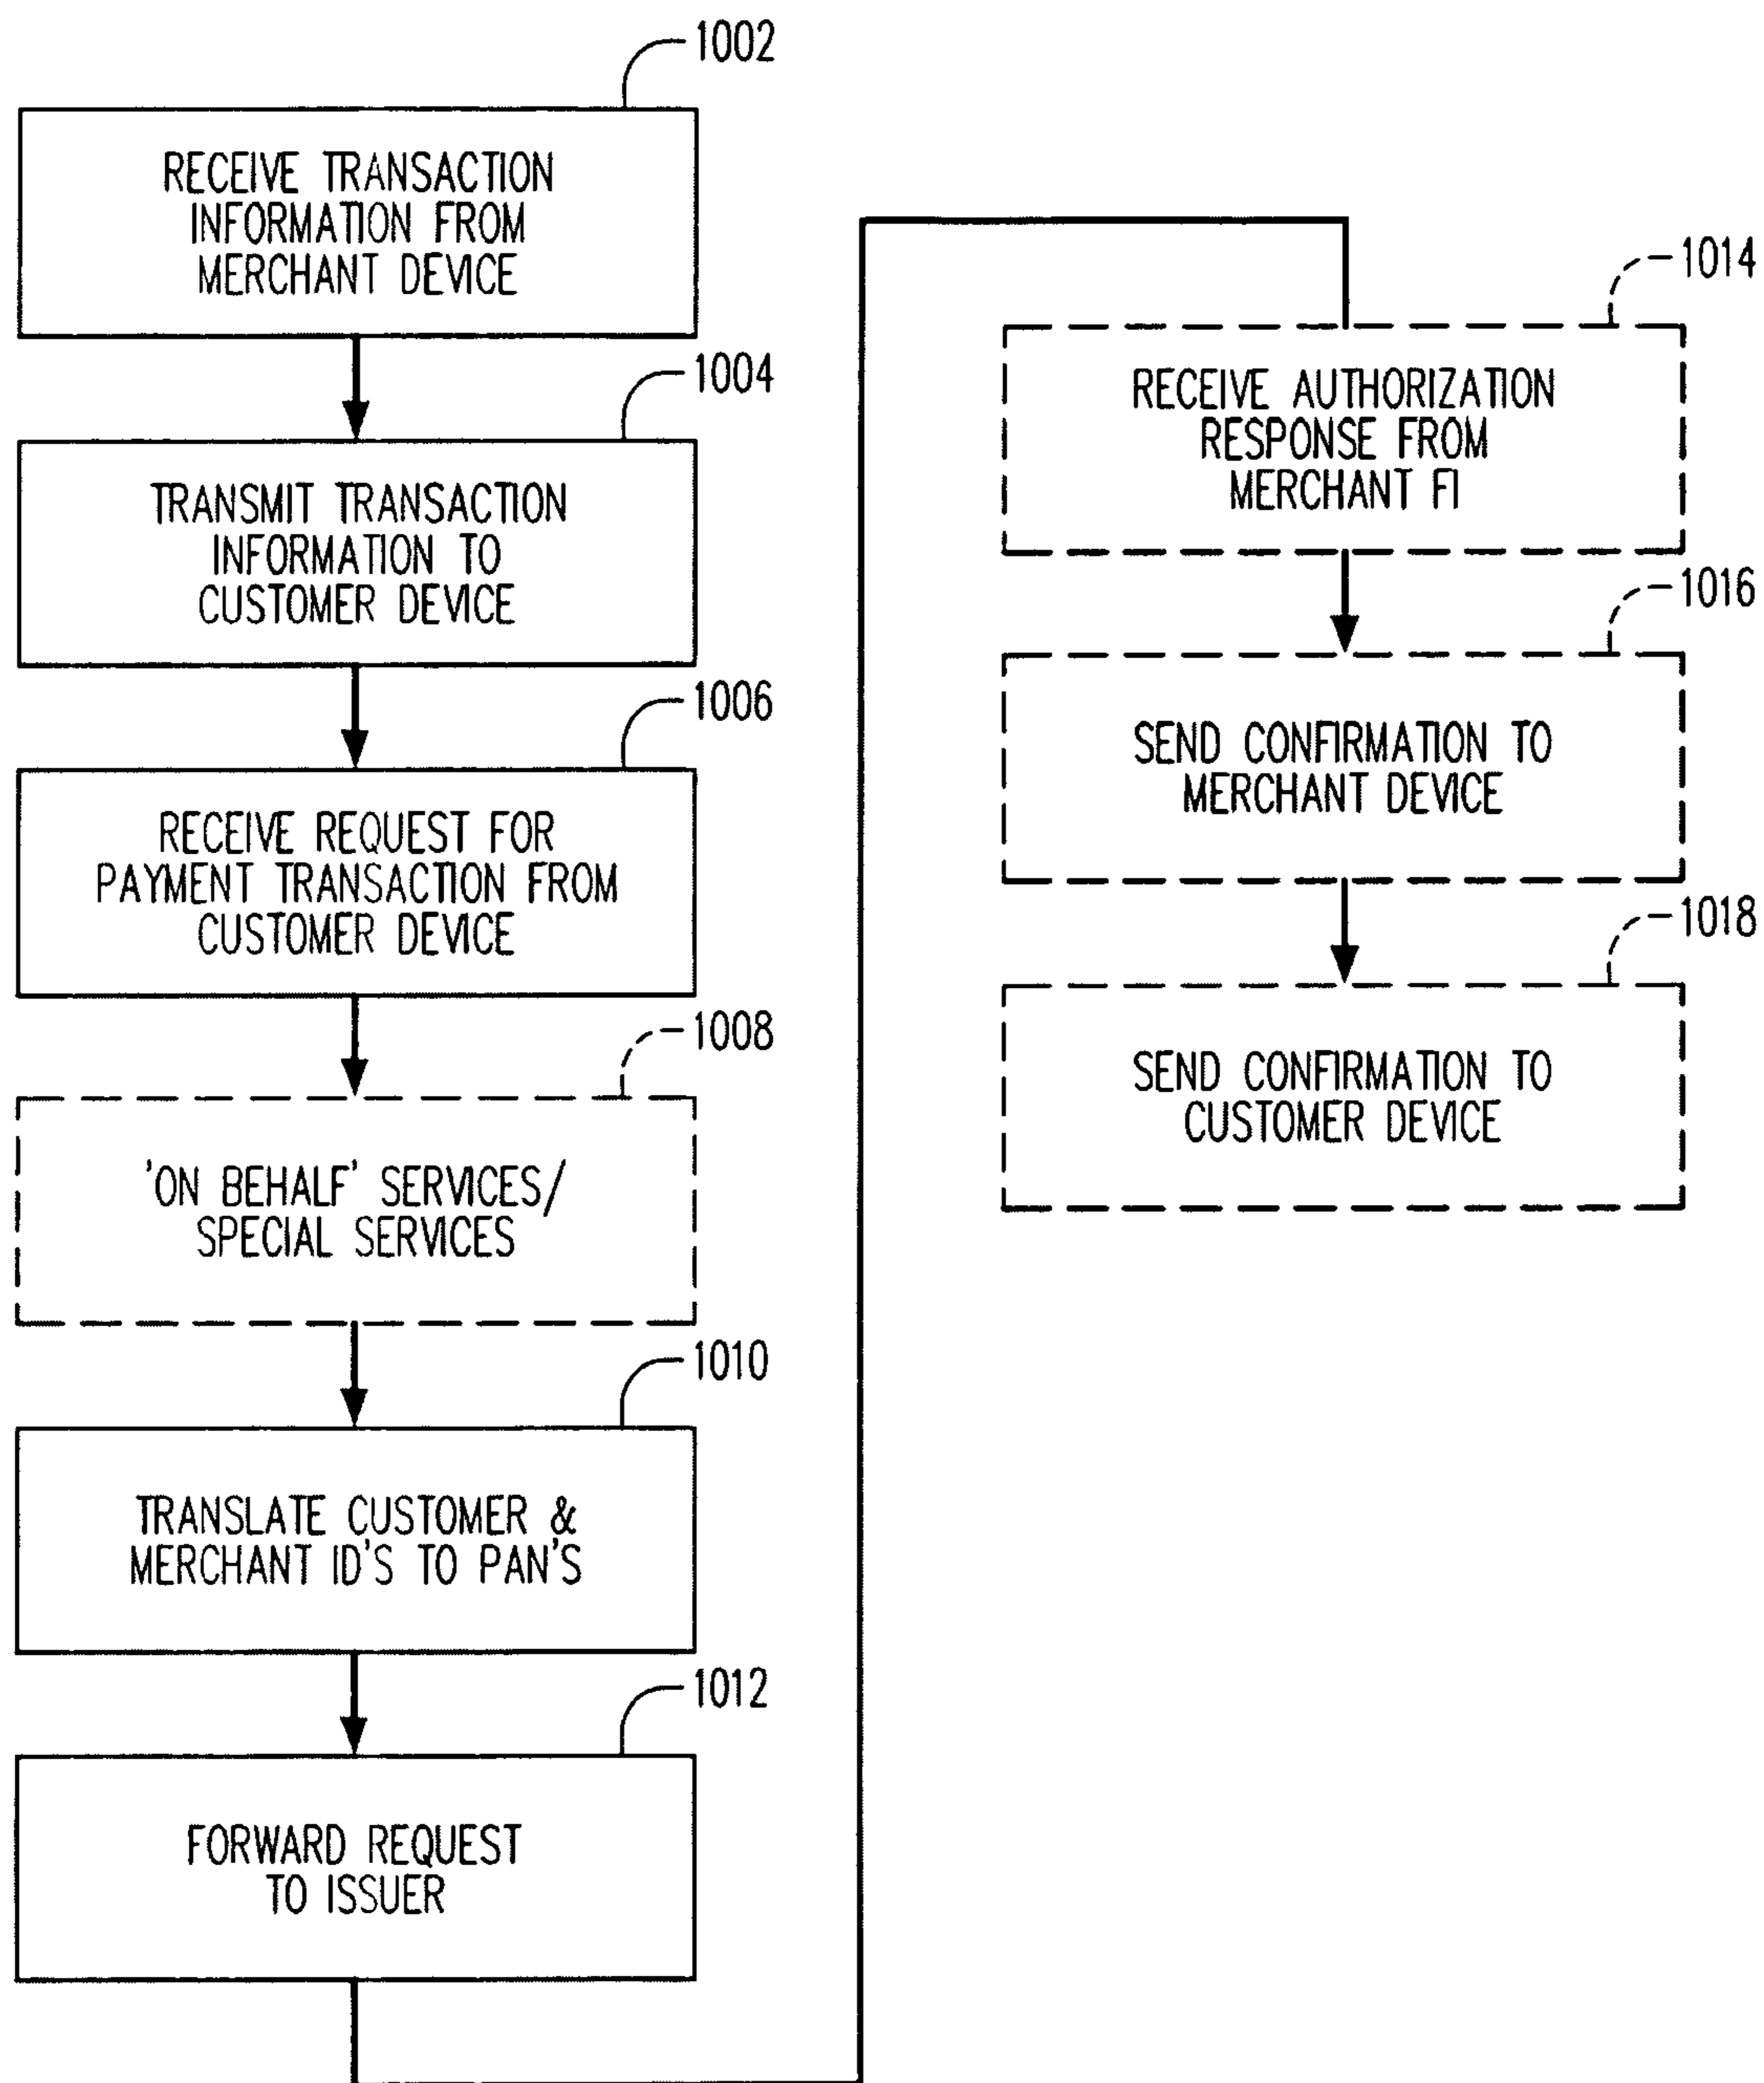 1002
RECEIVE TRANSACTION
INFORMATION FROM
MERCHANT DEVICE
1004
TRANSMIT TRANSACTION
INFORMATION TO
CUSTOMER DEVICE
1006
RECEIVE REQUEST FOR
PAYMENT TRANSACTION FROM
CUSTOMER DEVICE
1008
'ON BEHALF' SERVICES/
SPECIAL SERVICES
1010
TRANSLATE CUSTOMER &
MERCHANT ID'S TO PAN'S
1012
FORWARD REQUEST
TO ISSUER
1014
RECEIVE AUTHORIZATION
RESPONSE FROM
MERCHANT FI
1016
SEND CONFIRMATION TO
MERCHANT DEVICE
1018
SEND CONFIRMATION TO
CUSTOMER DEVICE